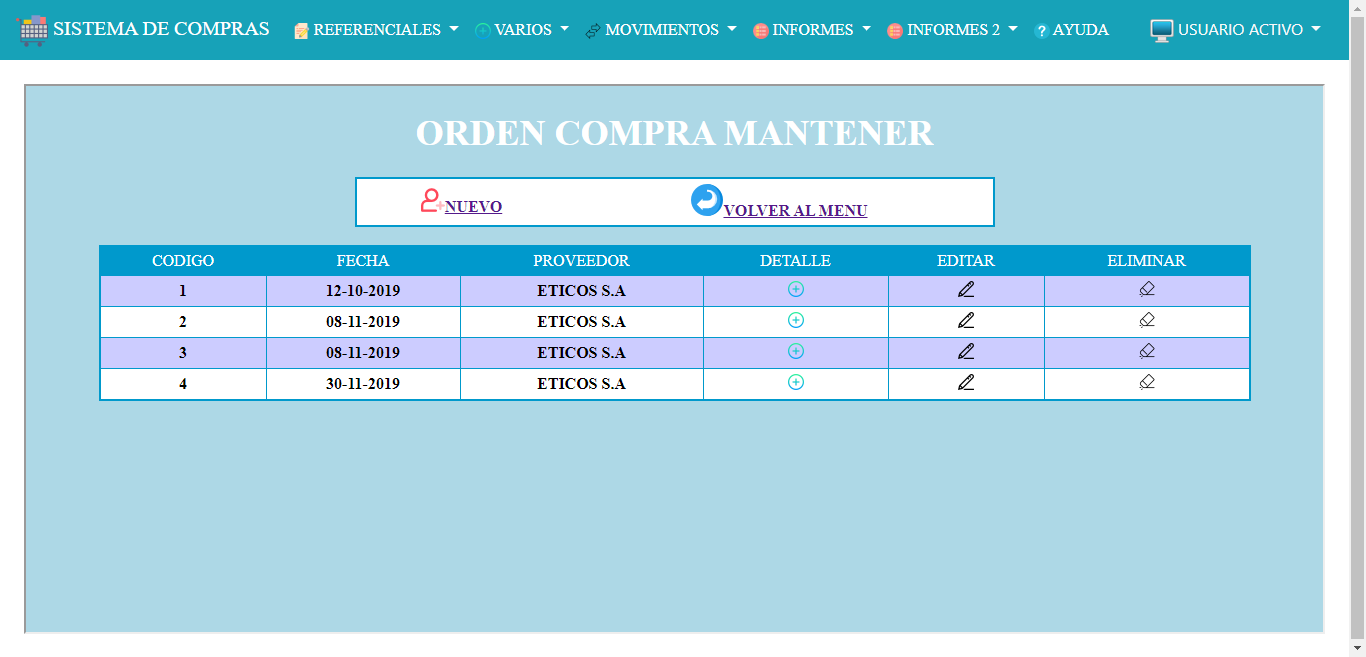 SISTEMA DE COMPRAS REFERENCIALES VARIOS MOVIMIENTOS INFORMES INFORMES 2 ? AYUDA USUARIO ACTIVO
ORDEN COMPRA MANTENER
NUEVO VOLVER AL MENU
CODIGO FECHA PROVEEDOR DETALLE EDITAR ELIMINAR
1 12-10-2019 ETICOS S.A
2 08-11-2019 ETICOS S.A
3 08-11-2019 ETICOS S.A
4 30-11-2019 ETICOS S.A